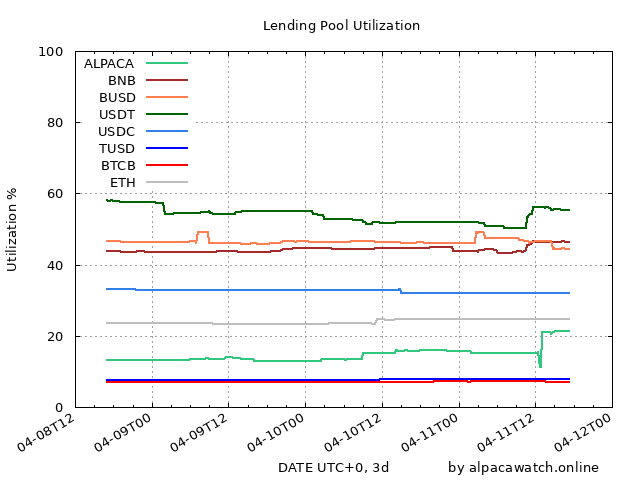 Lending Pool Utilization
100
80
60
40
20
0
Utilization %
ALPACA
BNB
BUSD
USDT
USDC
TUSD
BTCB
ETH
04-08T12
04-09T00
04-09T12
04-10T00
04-10T12
04-11T00
04-11T12
04-12T00
DATE UTC+0, 3d
by alpacawatch.online